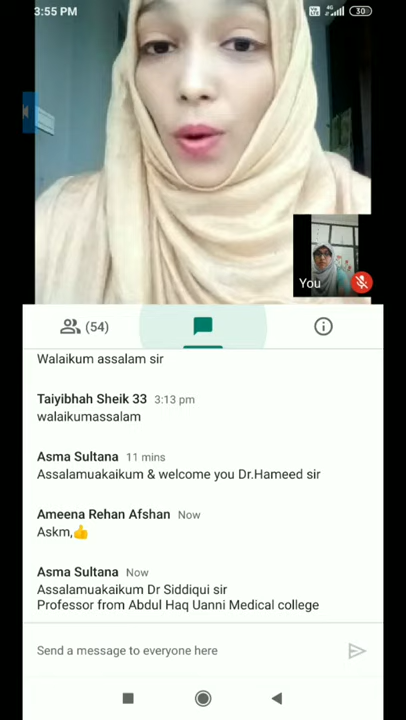 3:55 PM
4G
30
You
(54)
Walaikum assalam sir
Taiyibhah Sheik 33 3:13 pm
walaikumassalam
Asma Sultana 11 mins
Assalamuakaikum & welcome you Dr.Hameed sir
Ameena Rehan Afshan Now
Askm,👍
Asma Sultana Now
Assalamuakaikum Dr Siddiqui sir
Professor from Abdul Haq Uanni Medical college
Send a message to everyone here